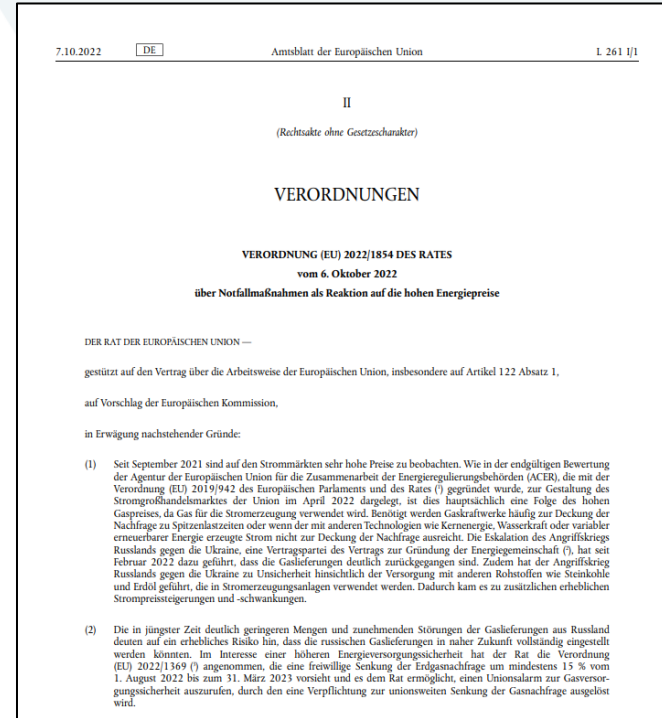 7.10.2022 DE Amtsblatt der Europäischen Union L 261 I/1
II
(Rechtsakte ohne Gesetzescharakter)
VERORDNUNGEN
VERORDNUNG (EU) 2022/1854 DES RATES
vom 6. Oktober 2022
über Notfallmaßnahmen als Reaktion auf die hohen Energiepreise
DER RAT DER EUROPÄISCHEN UNION —
gestützt auf den Vertrag über die Arbeitsweise der Europäischen Union, insbesondere auf Artikel 122 Absatz 1,
auf Vorschlag der Europäischen Kommission,
in Erwägung nachstehender Gründe:
(1) Seit September 2021 sind auf den Strommärkten sehr hohe Preise zu beobachten. Wie in der endgültigen Bewertung
der Agentur der Europäischen Union für die Zusammenarbeit der Energieregulierungsbehörden (ACER), die mit der
Verordnung (EU) 2019/942 des Europäischen Parlaments und des Rates (¹) gegründet wurde, zur Gestaltung des
Stromgroßhandelsmarktes der Union im April 2022 dargelegt, ist dies hauptsächlich eine Folge des hohen
Gaspreises, da Gas für die Stromerzeugung verwendet wird. Benötigt werden Gaskraftwerke häufig zur Deckung der
Nachfrage zu Spitzenlastzeiten oder wenn der mit anderen Technologien wie Kernenergie, Wasserkraft oder variabler
erneuerbarer Energie erzeugte Strom nicht zur Deckung der Nachfrage ausreicht. Die Eskalation des Angriffskriegs
Russlands gegen die Ukraine, eine Vertragspartei des Vertrags zur Gründung der Energiegemeinschaft (²), hat seit
Februar 2022 dazu geführt, dass die Gaslieferungen deutlich zurückgegangen sind. Zudem hat der Angriffskrieg
Russlands gegen die Ukraine zu Unsicherheit hinsichtlich der Versorgung mit anderen Rohstoffen wie Steinkohle
und Erdöl geführt, die in Stromerzeugungsanlagen verwendet werden. Dadurch kam es zu zusätzlichen erheblichen
Strompreissteigerungen und -schwankungen.
(2) Die in jüngster Zeit deutlich geringeren Mengen und zunehmenden Störungen der Gaslieferungen aus Russland
deuten auf ein erhebliches Risiko hin, dass die russischen Gaslieferungen in naher Zukunft vollständig eingestellt
werden könnten. Im Interesse einer höheren Energieversorgungssicherheit hat der Rat die Verordnung
(EU) 2022/1369 (³) angenommen, die eine freiwillige Senkung der Erdgasnachfrage um mindestens 15 % vom
1. August 2022 bis zum 31. März 2023 vorsieht und es dem Rat ermöglicht, einen Unionsalarm zur Gasversor-
gungssicherheit auszurufen, durch den eine Verpflichtung zur unionsweiten Senkung der Gasnachfrage ausgelöst
wird.